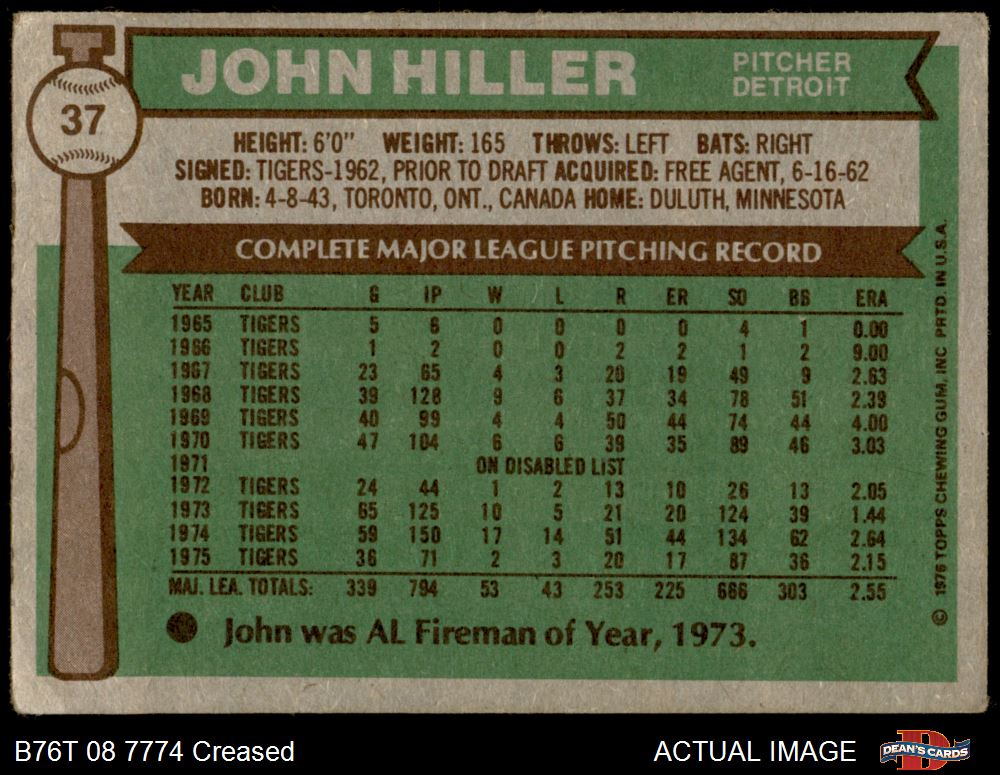 37
JOHN HILLER
PITCHER
DETROIT
HEIGHT: 6'0" WEIGHT: 165 THROWS: LEFT BATS: RIGHT
SIGNED: TIGERS-1962, PRIOR TO DRAFT ACQUIRED: FREE AGENT, 6-16-62
BORN: 4-8-43, TORONTO, ONT., CANADA HOME: DULUTH, MINNESOTA
COMPLETE MAJOR LEAGUE PITCHING RECORD
YEAR CLUB G IP W L R ER SO BB ERA
1965 TIGERS 5 6 0 0 0 0 4 1 0.00
1966 TIGERS 1 2 0 0 2 2 1 2 9.00
1967 TIGERS 23 65 4 3 20 19 49 9 2.63
1968 TIGERS 39 128 9 6 37 34 78 51 2.39
1969 TIGERS 40 99 4 4 50 44 74 44 4.00
1970 TIGERS 47 104 6 6 39 35 89 46 3.03
1971 ON DISABLED LIST
1972 TIGERS 24 44 1 2 13 10 26 13 2.05
1973 TIGERS 65 125 10 5 21 20 124 39 1.44
1974 TIGERS 59 150 17 14 51 44 134 62 2.64
1975 TIGERS 36 71 2 3 20 17 87 36 2.15
MAJ. LEA. TOTALS: 339 794 53 43 253 225 666 303 2.55
John was AL Fireman of Year, 1973.
© 1976 TOPPS CHEWING GUM, INC PRTD. IN U.S.A.
B76T 08 7774 Creased
ACTUAL IMAGE
D
DEAN'S CARDS